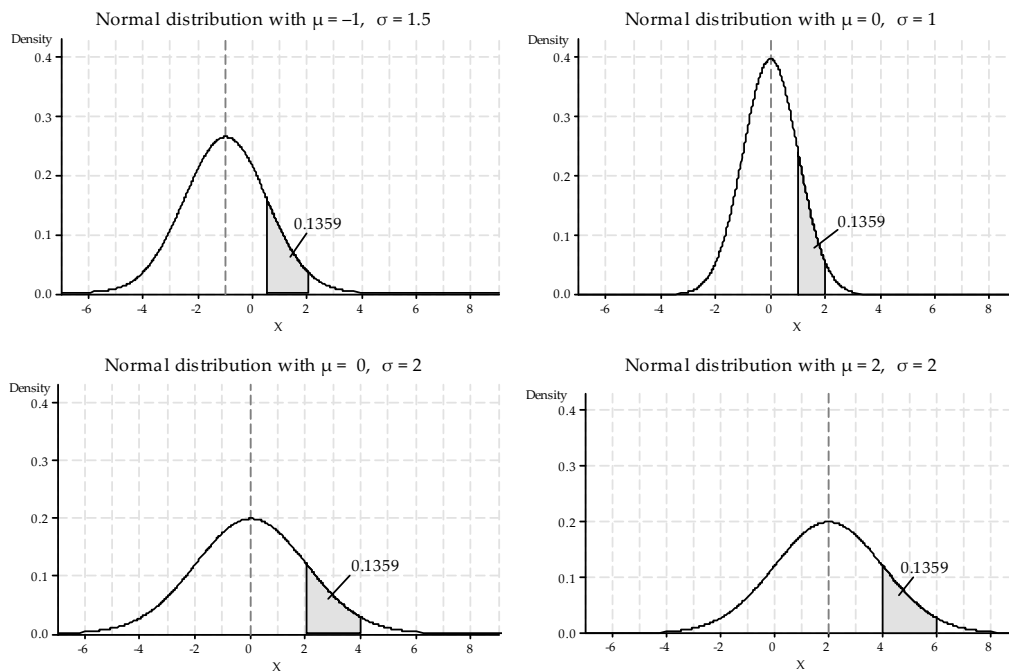 Normal distribution with μ = –1, σ = 1.5
Density
0.4
0.3
0.2
0.1
0.0
0.1359
-6 -4 -2 0 2 4 6 8
X
Normal distribution with μ = 0, σ = 1
Density
0.4
0.3
0.2
0.1
0.0
0.1359
-6 -4 -2 0 2 4 6 8
X
Normal distribution with μ = 0, σ = 2
Density
0.4
0.3
0.2
0.1
0.0
0.1359
-6 -4 -2 0 2 4 6 8
X
Normal distribution with μ = 2, σ = 2
Density
0.4
0.3
0.2
0.1
0.0
0.1359
-6 -4 -2 0 2 4 6 8
X